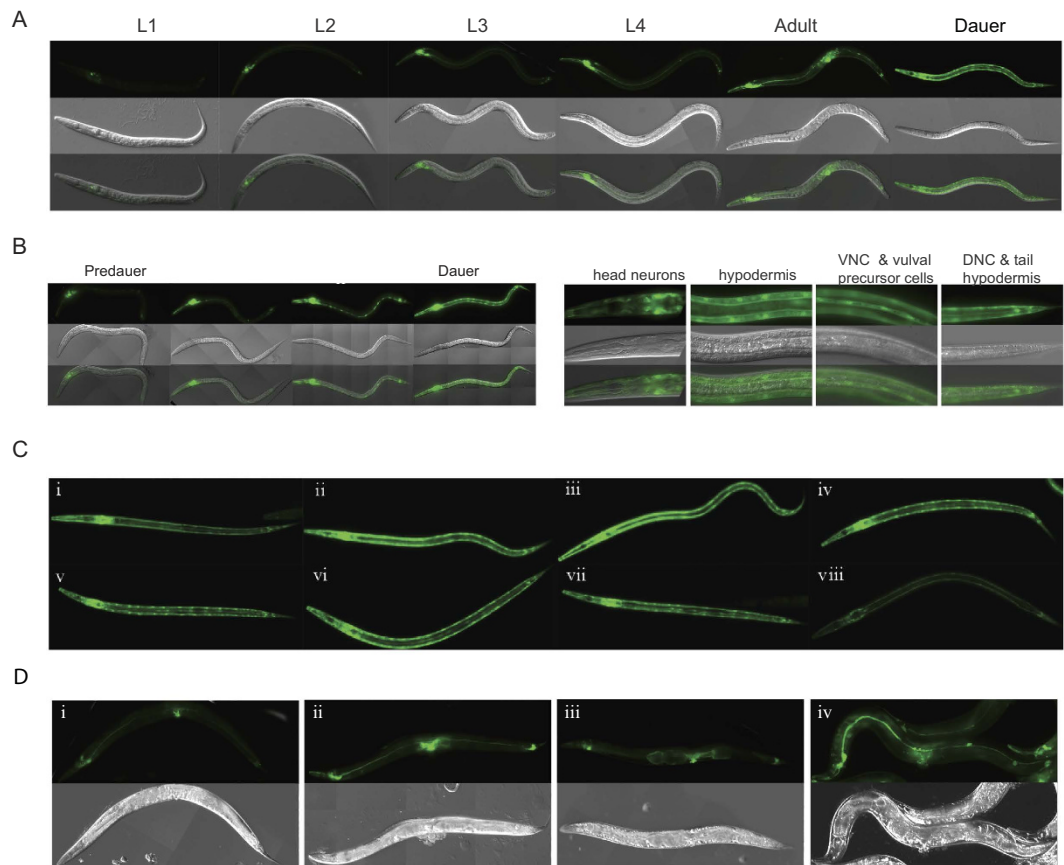 A
L1 L2 L3 L4 Adult Dauer
B
Predauer Dauer
head neurons hypodermis VNC & vulval precursor cells DNC & tail hypodermis
C
i ii iii iv
v vi vii viii
D
i ii iii iv